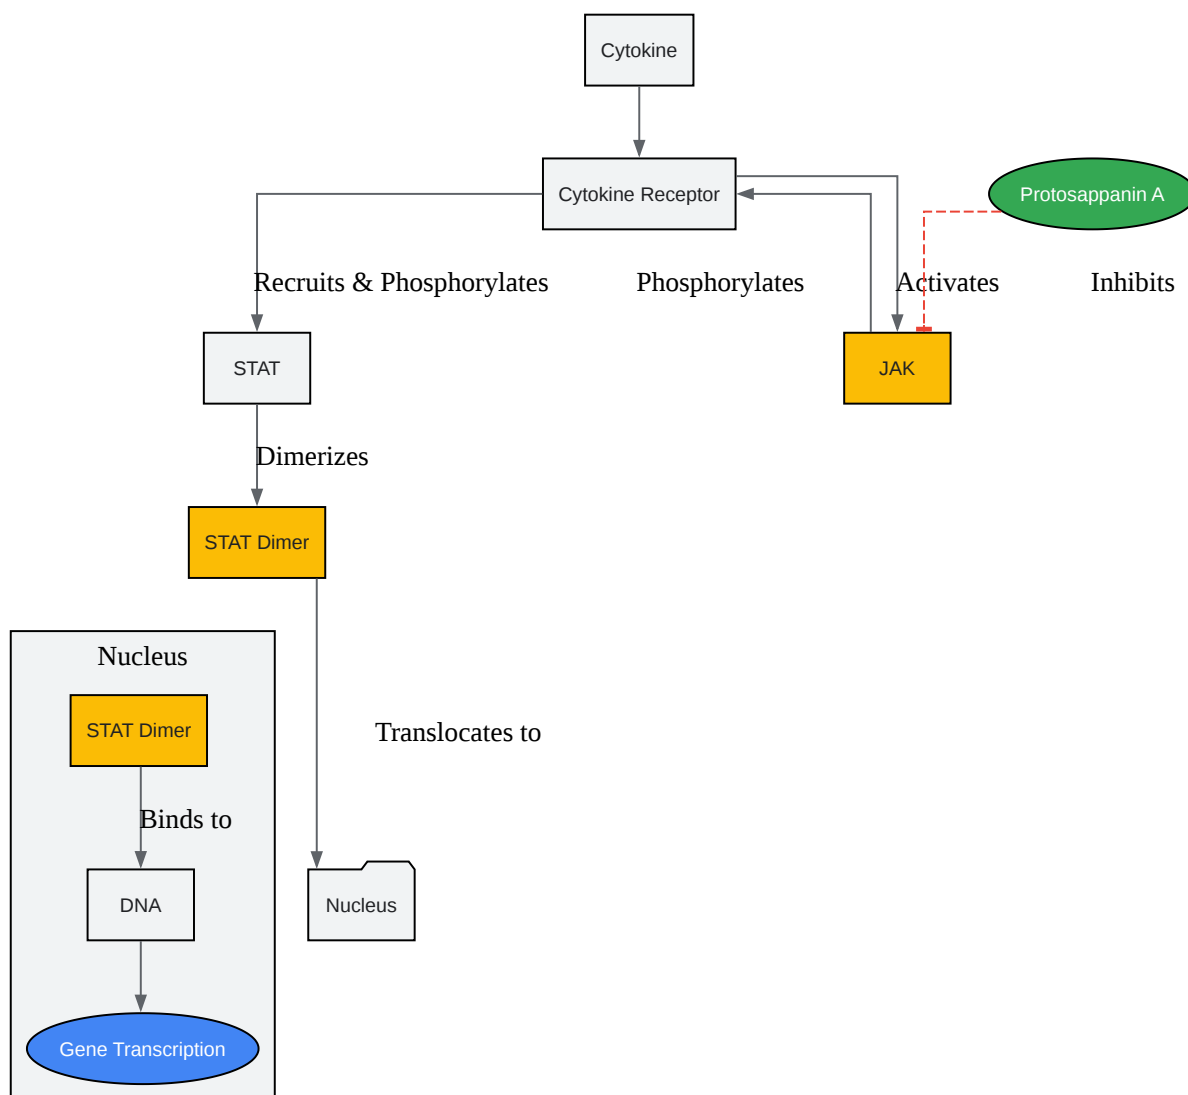 Cytokine
Cytokine Receptor
Protosappanin A
Recruits & Phosphorylates
Phosphorylates
Activates
Inhibits
STAT
JAK
Dimerizes
STAT Dimer
Nucleus
STAT Dimer
Translocates to
Binds to
DNA
Nucleus
Gene Transcription